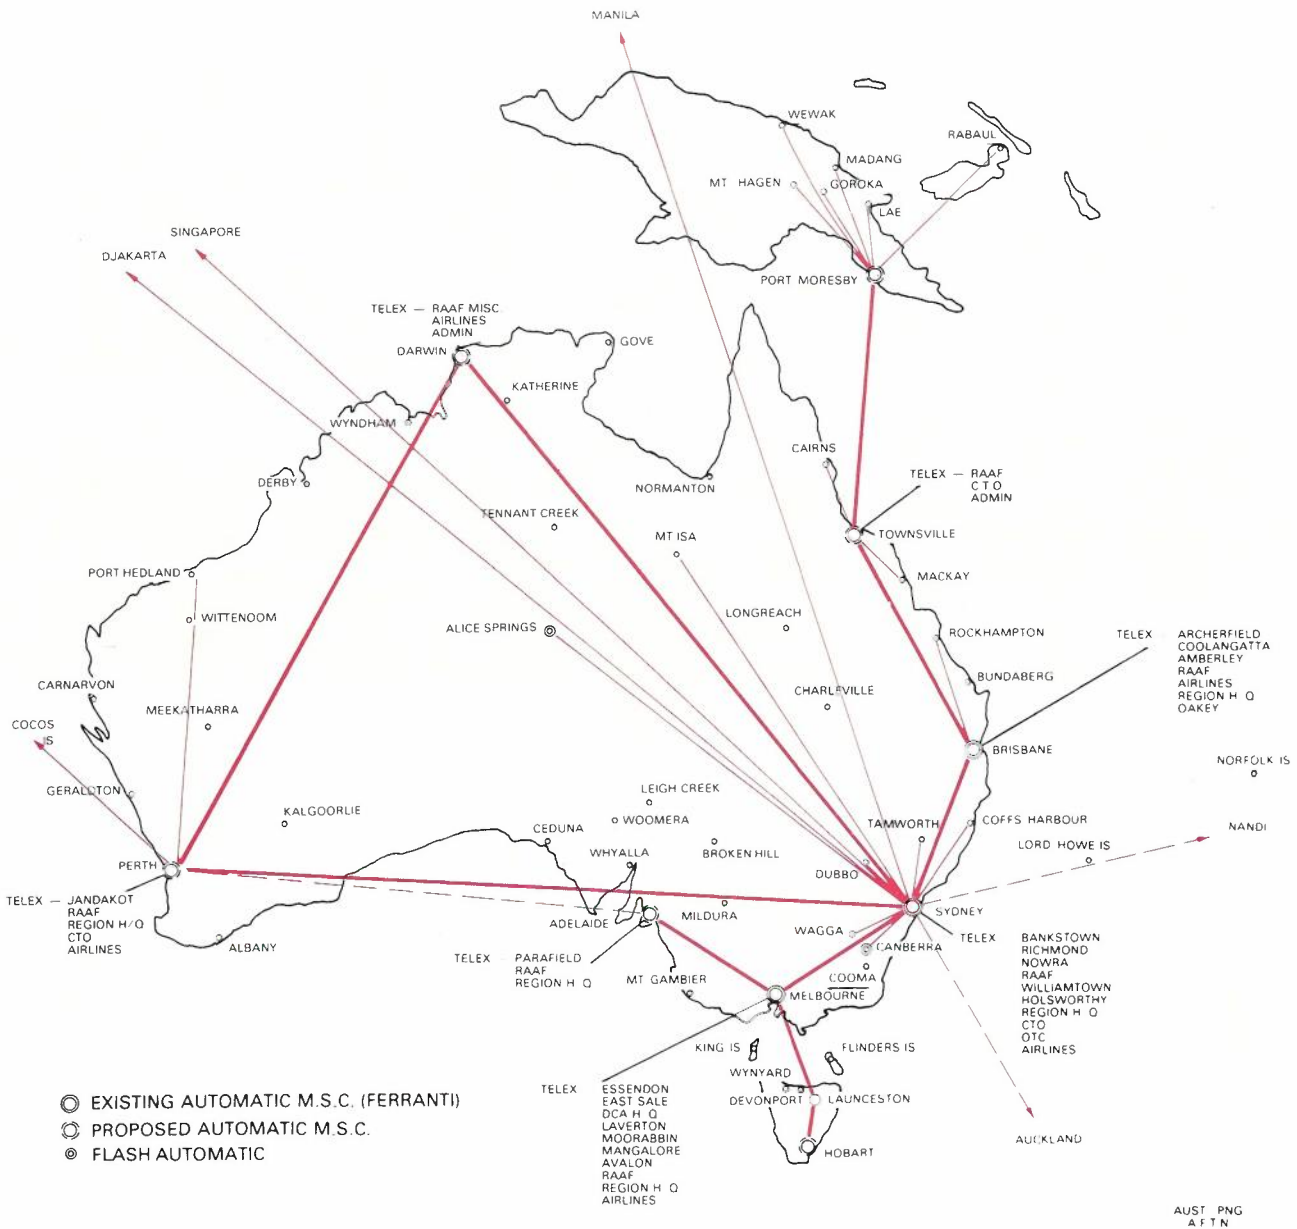 MANILA
WEWAK
RABAUL
MADANG
MT HAGEN
GOROKA
LAE
SINGAPORE
DJAKARTA
PORT MORESBY
TELEX — RAAF MISC
AIRLINES
ADMIN
DARWIN
GOVE
KATHERINE
WYNDHAM
CAIRNS
DERBY
NORMANTON
TELEX — RAAF
CTO
ADMIN
TENNANT CREEK
MT ISA
TOWNSVILLE
PORT HEDLAND
MACKAY
WITTENOOM
LONGREACH
ALICE SPRINGS
ROCKHAMPTON
TELEX
ARCHERFIELD
COOLANGATTA
AMBERLEY
RAAF
AIRLINES
REGION H Q
OAKEY
BUNDABERG
CARNARVON
CHARLEVILLE
MEEKATHARRA
COCOS
IS
BRISBANE
NORFOLK IS
GERALDTON
LEIGH CREEK
KALGOORLIE
WOOMERA
CEDUNA
TAMWORTH
COFFS HARBOUR
NANDI
LORD HOWE IS
WHYALLA
BROKEN HILL
PERTH
DUBBO
TELEX — JANDAKOT
RAAF
REGION H/Q
CTO
AIRLINES
ADELAIDE
MILDURA
SYDNEY
ALBANY
WAGGA
CANBERRA
TELEX
BANKSTOWN
RICHMOND
NOWRA
RAAF
WILLIAMTOWN
HOLSWORTHY
REGION H Q
CTO
OTC
AIRLINES
TELEX — PARAFIELD
RAAF
REGION H Q
MT GAMBIER
COOMA
MELBOURNE
KING IS
FLINDERS IS
WYNYARD
TELEX
ESSENDON
EAST SALE
DCA H Q
LAVERTON
MOORABBIN
MANGALORE
AVALON
RAAF
REGION H Q
AIRLINES
DEVONPORT
LAUNCESTON
AUCKLAND
HOBART
EXISTING AUTOMATIC M.S.C. (FERRANTI)
PROPOSED AUTOMATIC M.S.C.
FLASH AUTOMATIC
AUST PNG
AFTN